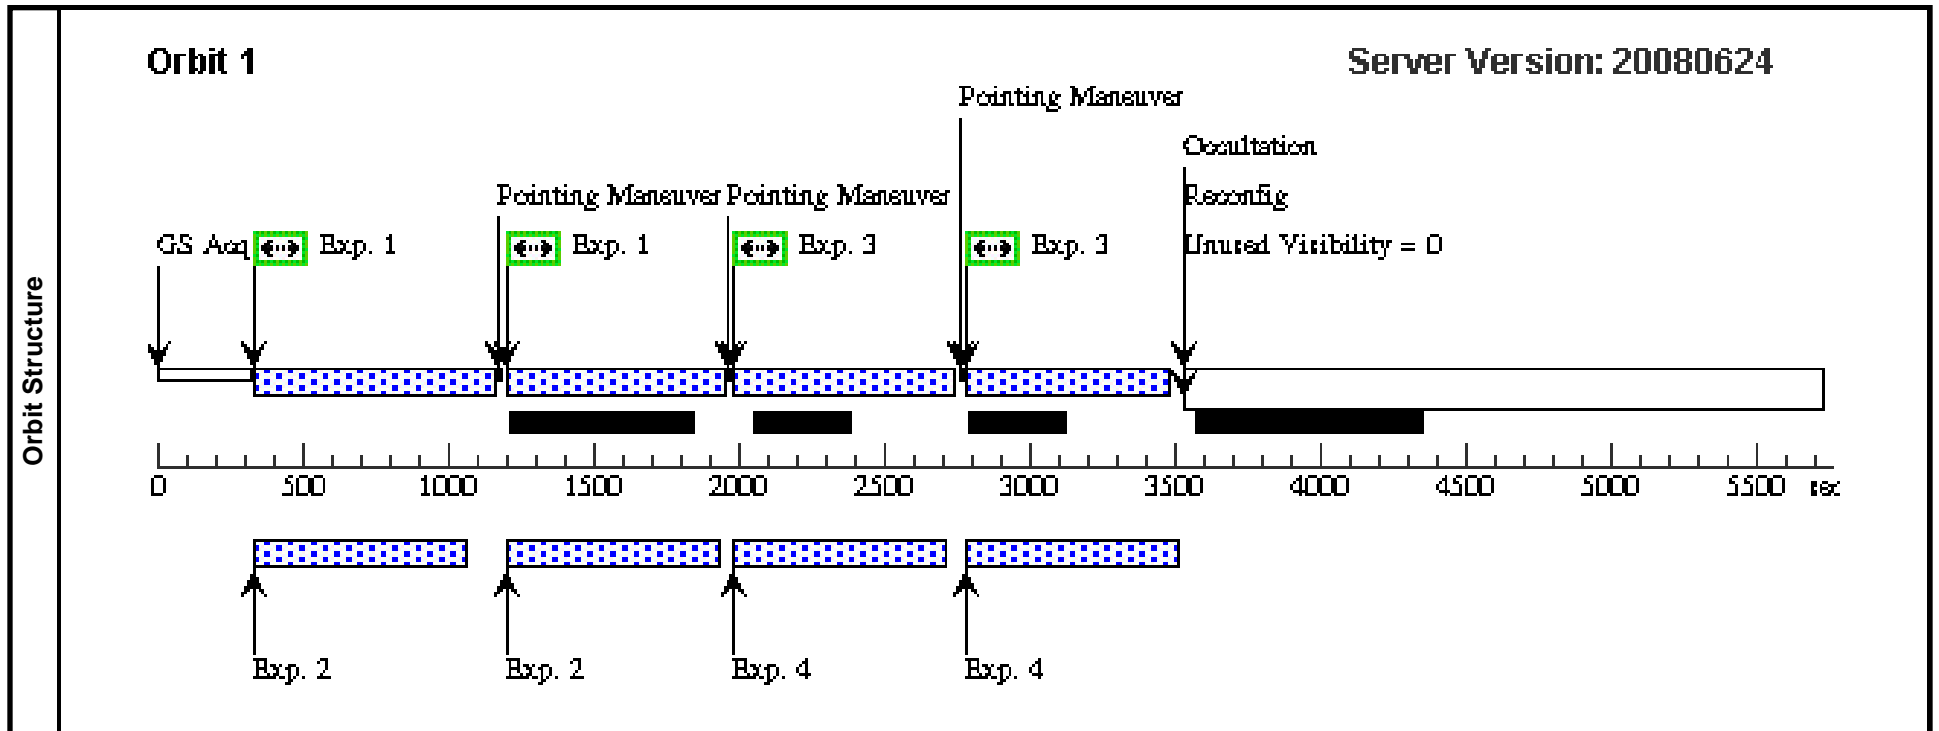 Orbit 1
Server Version: 20080624
Pointing Maneuver
Occultation
Pointing Maneuver Pointing Maneuver
Reconfig
GS Acq Exp. 1 Exp. 1 Exp. 3 Exp. 3 Unused Visibility = 0
Orbit Structure
0 500 1000 1500 2000 2500 3000 3500 4000 4500 5000 5500 sec
Exp. 2 Exp. 2 Exp. 4 Exp. 4